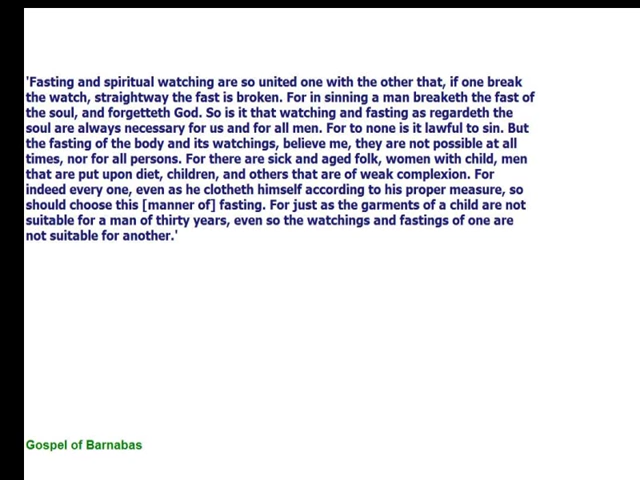 'Fasting and spiritual watching are so united one with the other that, if one break
the watch, straightway the fast is broken. For in sinning a man breaketh the fast of
the soul, and forgetteth God. So is it that watching and fasting as regardeth the
soul are always necessary for us and for all men. For to none is it lawful to sin. But
the fasting of the body and its watchings, believe me, they are not possible at all
times, nor for all persons. For there are sick and aged folk, women with child, men
that are put upon diet, children, and others that are of weak complexion. For
indeed every one, even as he clotheth himself according to his proper measure, so
should choose this [manner of] fasting. For just as the garments of a child are not
suitable for a man of thirty years, even so the watchings and fastings of one are
not suitable for another.'
Gospel of Barnabas